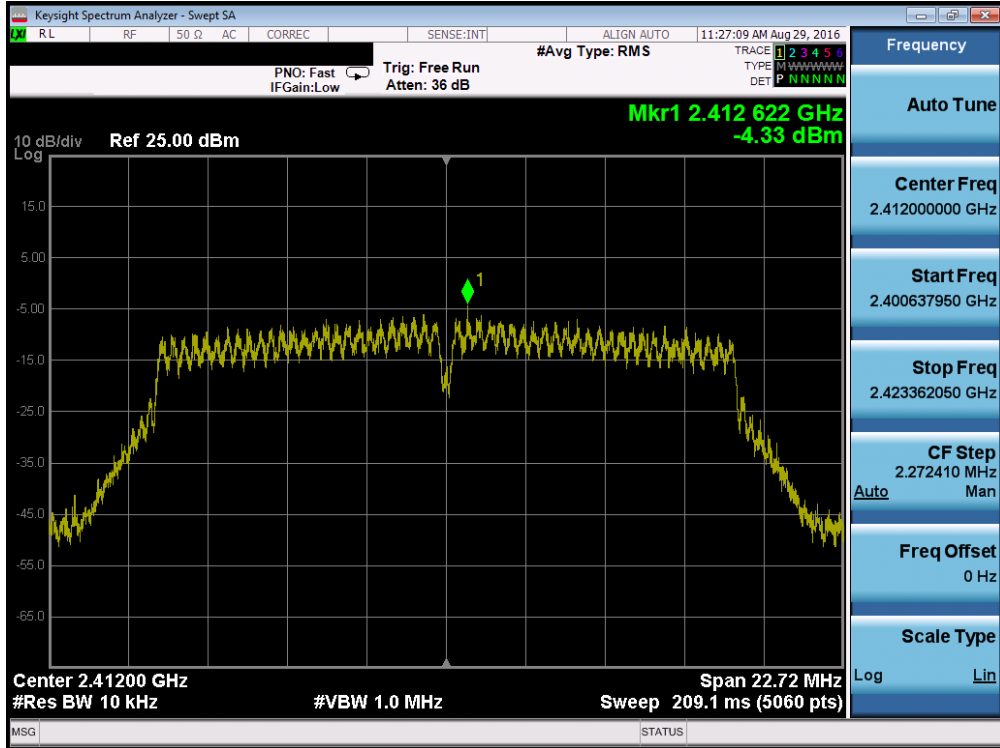 Keysight Spectrum Analyzer - Swept SA
LXI RL RF 50 Ω AC CORREC SENSE:INT ALIGN AUTO 11:27:09 AM Aug 29, 2016
#Avg Type: RMS
TRACE 1 2 3 4 5 6
PNO: Fast Trig: Free Run
TYPE M WWWWW
IFGain:Low Atten: 36 dB
DET P N N N N N
Mkr1 2.412 622 GHz
-4.33 dBm
10 dB/div Ref 25.00 dBm
Log
15.0
5.00
1
-5.00
-15.0
-25.0
-35.0
-45.0
-55.0
-65.0
Center 2.41200 GHz Span 22.72 MHz
#Res BW 10 kHz #VBW 1.0 MHz Sweep 209.1 ms (5060 pts)
MSG STATUS
Frequency
Auto Tune
Center Freq
2.412000000 GHz
Start Freq
2.400637950 GHz
Stop Freq
2.423362050 GHz
CF Step
2.272410 MHz
Auto Man
Freq Offset
0 Hz
Scale Type
Log Lin